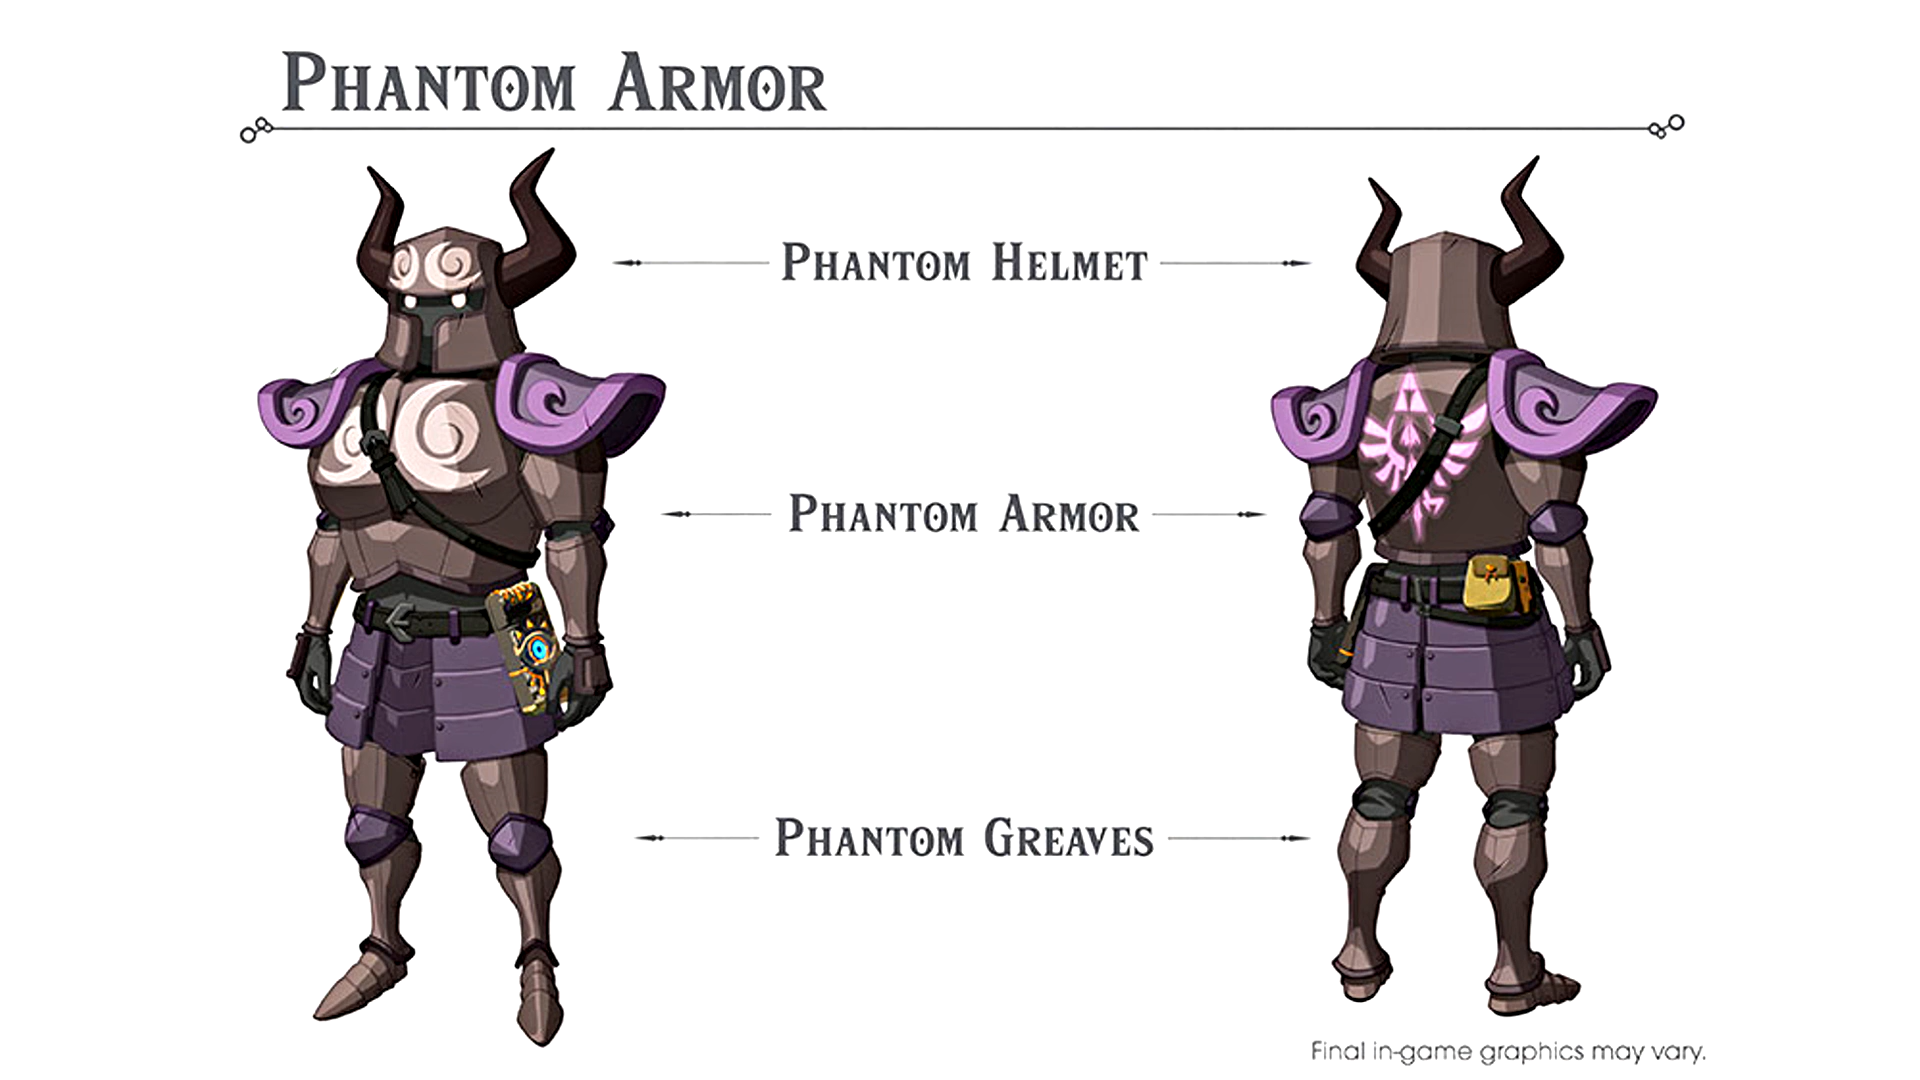 Phantom Armor
Phantom Helmet
Phantom Armor
Phantom Greaves
Final in-game graphics may vary.